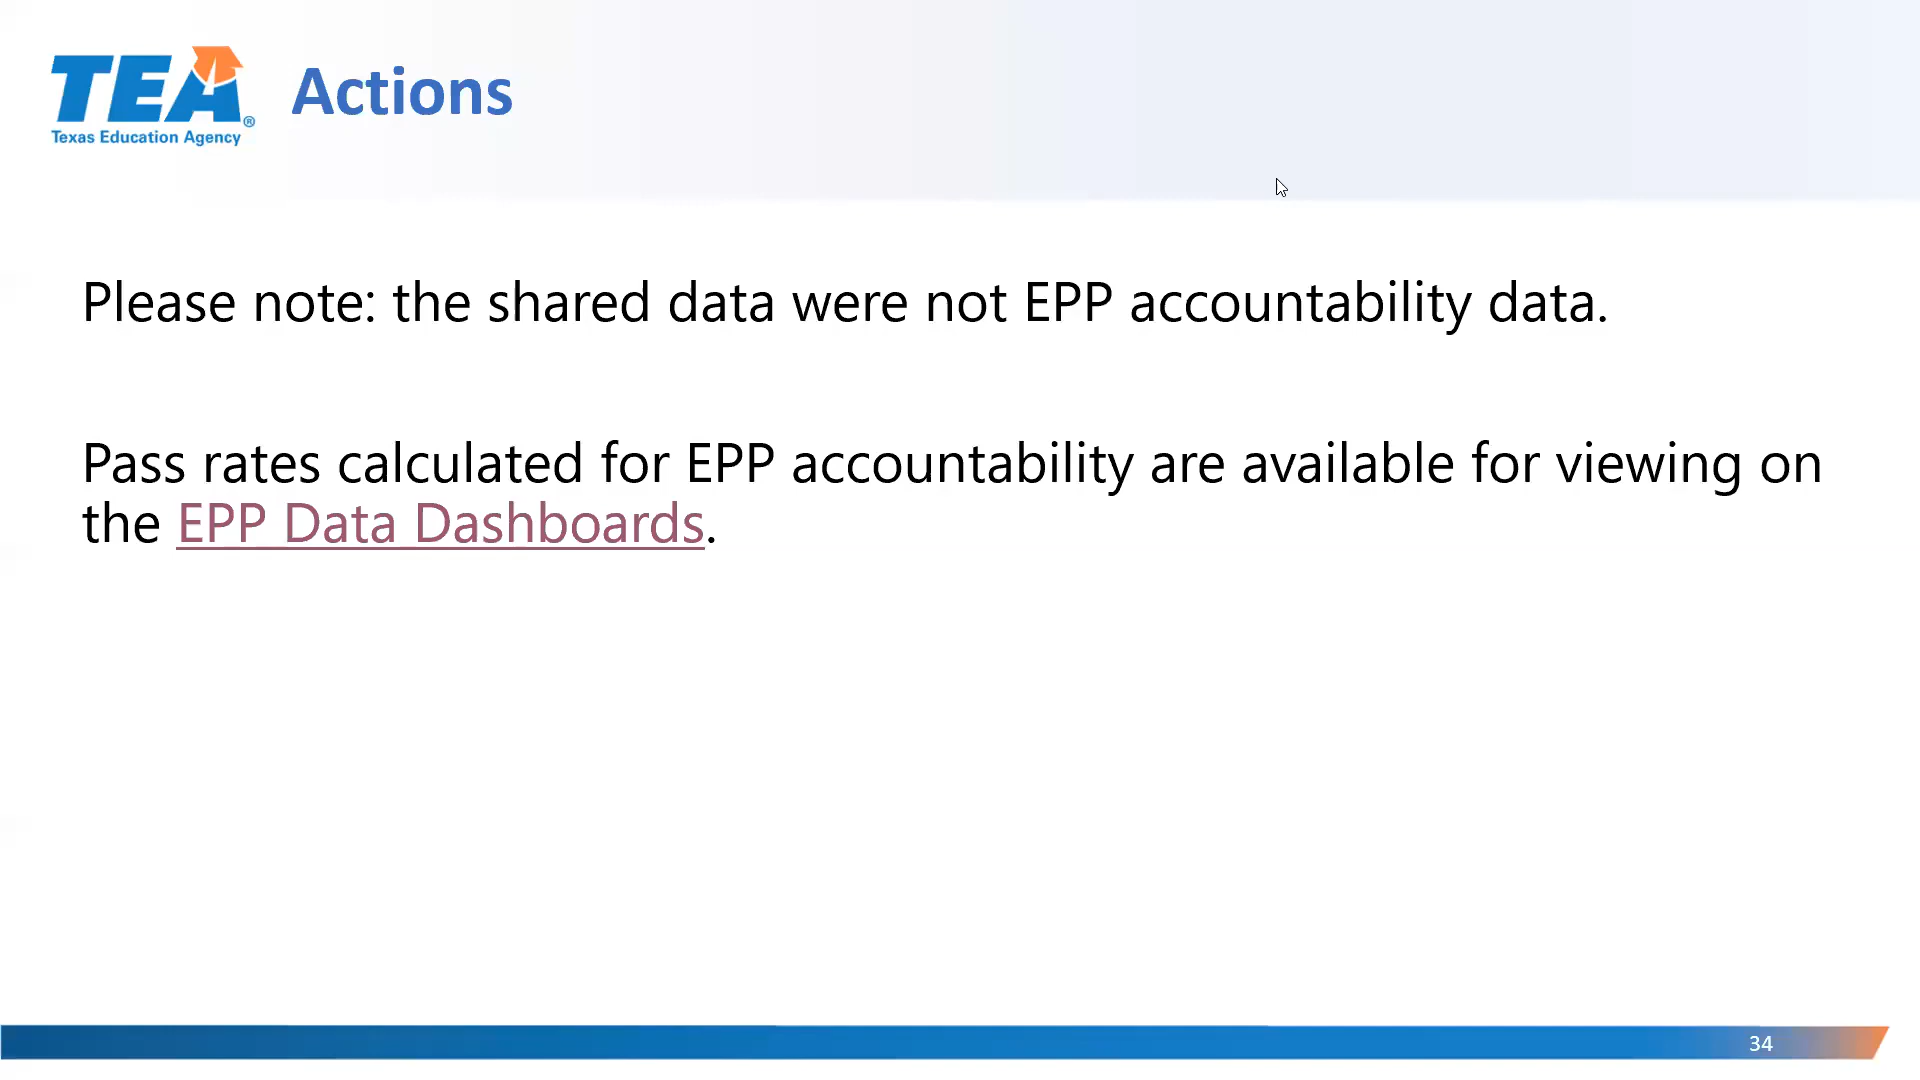 TEA®
Texas Education Agency
Actions
Please note: the shared data were not EPP accountability data.
Pass rates calculated for EPP accountability are available for viewing on
the EPP Data Dashboards.
34